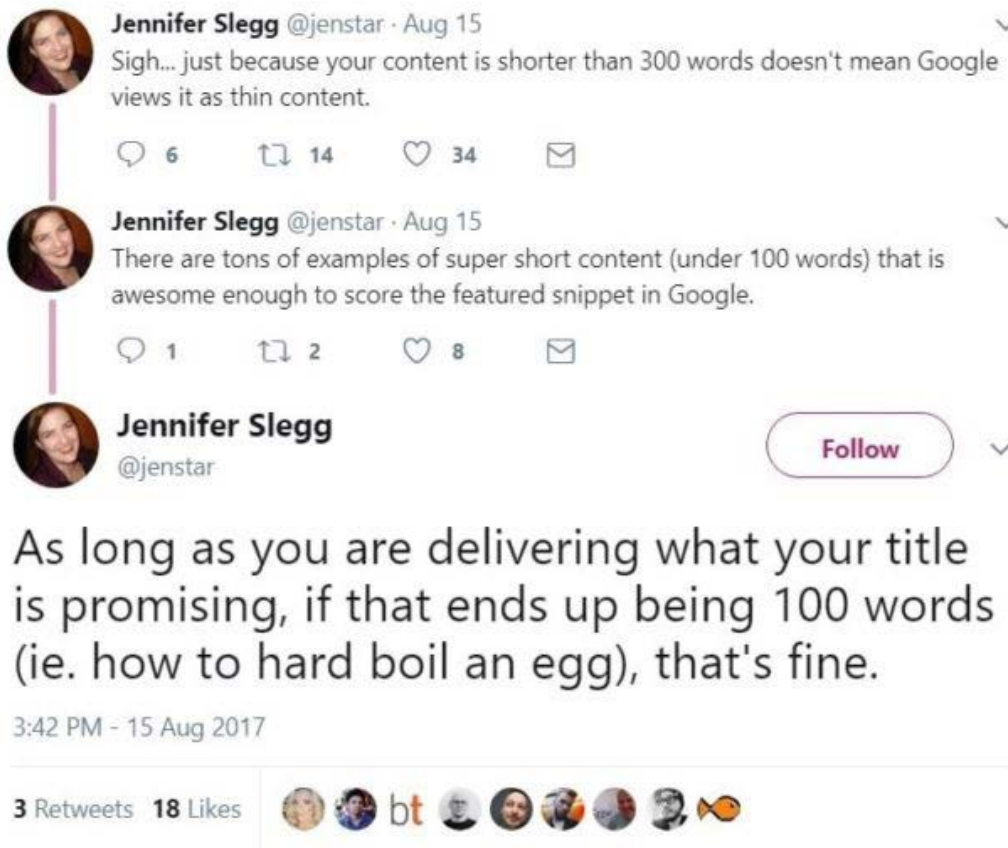 Jennifer Slegg @jenstar · Aug 15
Sigh... just because your content is shorter than 300 words doesn't mean Google
views it as thin content.
6 14 34
Jennifer Slegg @jenstar · Aug 15
There are tons of examples of super short content (under 100 words) that is
awesome enough to score the featured snippet in Google.
1 2 8
Jennifer Slegg
@jenstar
Follow
As long as you are delivering what your title
is promising, if that ends up being 100 words
(ie. how to hard boil an egg), that's fine.
3:42 PM - 15 Aug 2017
3 Retweets 18 Likes
bt